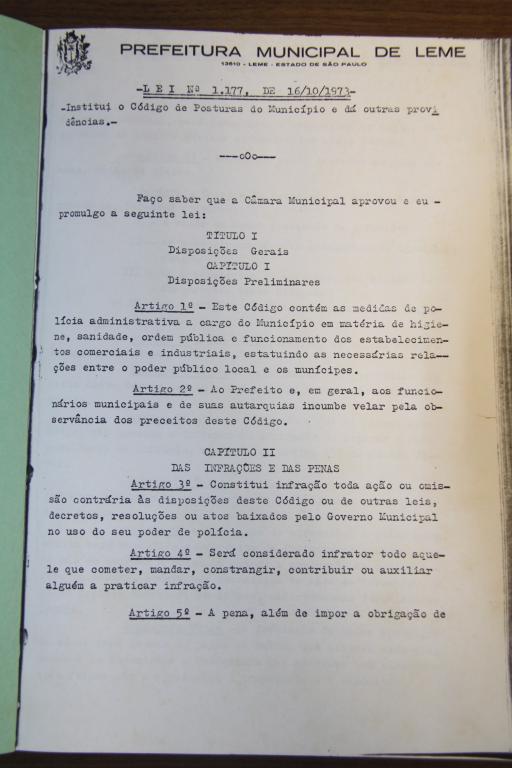 PREFEITURA MUNICIPAL DE LEME
13610 - LEME - ESTADO DE SÃO PAULO
-L E I Nº 1.177, DE 16/10/1973-
-Institui o Código de Posturas do Município e dá outras provi
dências.-
---oOo---
Faço saber que a Câmara Municipal aprovou e eu -
promulgo a seguinte lei:
TÍTULO I
Disposições Gerais
CAPÍTULO I
Disposições Preliminares
Artigo 1º - Este Código contém as medidas de po-
lícia administrativa a cargo do Município em matéria de higie-
ne, sanidade, ordem pública e funcionamento dos estabelecimen-
tos comerciais e industriais, estatuindo as necessárias rela--
ções entre o poder público local e os munícipes.
Artigo 2º - Ao Prefeito e, em geral, aos funcio-
nários municipais e de suas autarquias incumbe velar pela ob-
servância dos preceitos deste Código.
CAPÍTULO II
DAS INFRAÇÕES E DAS PENAS
Artigo 3º - Constitui infração toda ação ou omis-
são contrária às disposições deste Código ou de outras leis,
decretos, resoluções ou atos baixados pelo Governo Municipal
no uso do seu poder de polícia.
Artigo 4º - Será considerado infrator todo aque-
le que cometer, mandar, constrangir, contribuir ou auxiliar
alguém a praticar infração.
Artigo 5º - A pena, além de impor a obrigação de